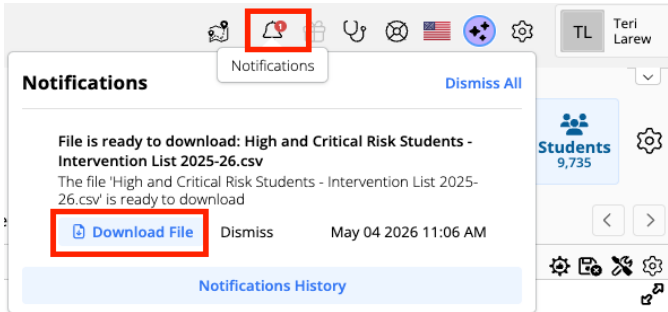 1
TL
Teri
Larew
Notifications
Notifications
Dismiss All
File is ready to download: High and Critical Risk Students -
Intervention List 2025-26.csv
The file 'High and Critical Risk Students - Intervention List 2025-
26.csv' is ready to download
Download File
Dismiss
May 04 2026 11:06 AM
Notifications History
Students
9,735